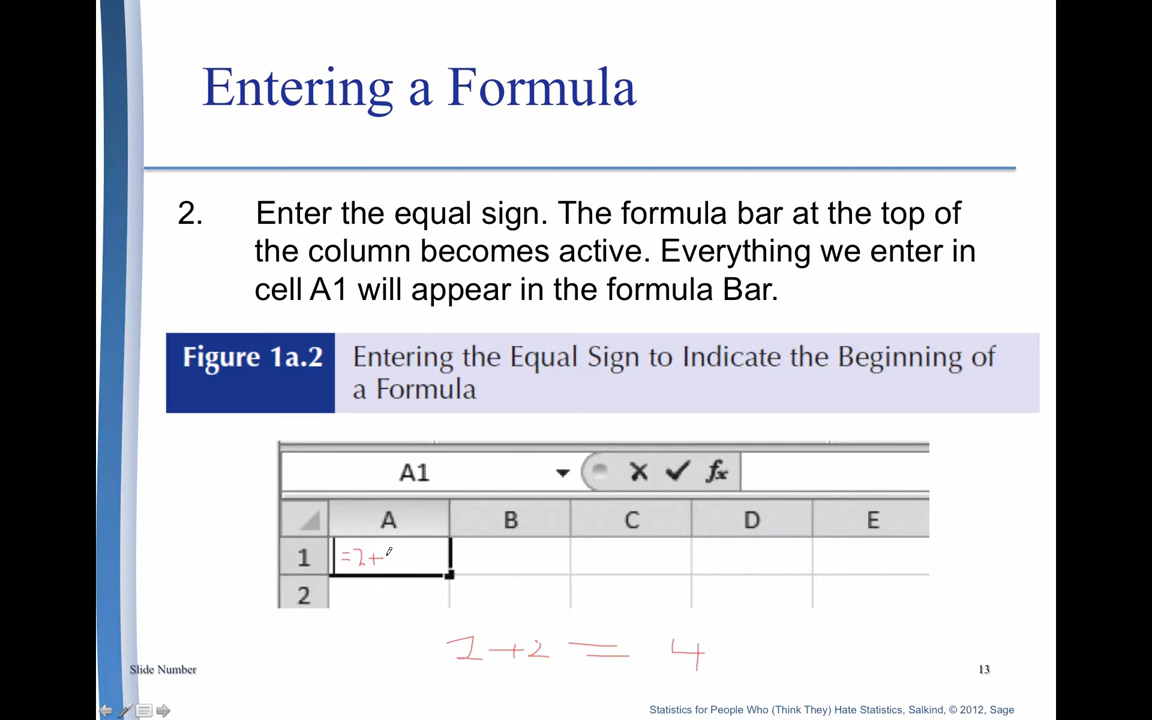 Entering a Formula
2. Enter the equal sign. The formula bar at the top of
the column becomes active. Everything we enter in
cell A1 will appear in the formula Bar.
Figure 1a.2 Entering the Equal Sign to Indicate the Beginning of
a Formula
A1 fx
A B C D E
1 =2+
2
2+2 = 4
Slide Number 13
Statistics for People Who (Think They) Hate Statistics, Salkind, © 2012, Sage